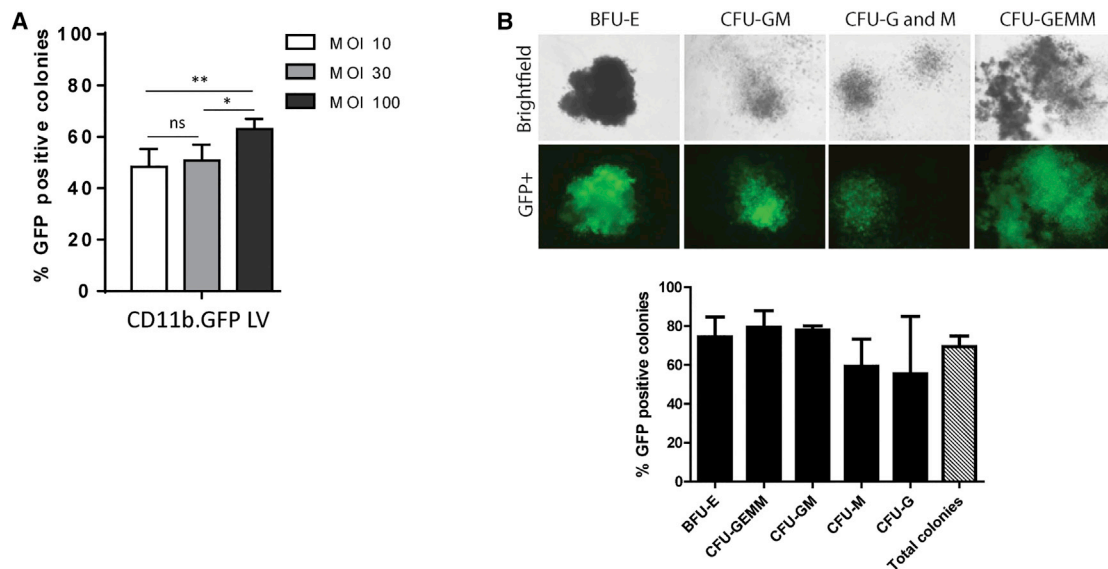 A
100
80
60
40
20
0
% GFP positive colonies
**
*
ns
MOI 10
MOI 30
MOI 100
CD11b.GFP LV
B
BFU-E
CFU-GM
CFU-G and M
CFU-GEMM
Brightfield
GFP+
100
80
60
40
20
0
% GFP positive colonies
BFU-E
CFU-GEMM
CFU-GM
CFU-M
CFU-G
Total colonies